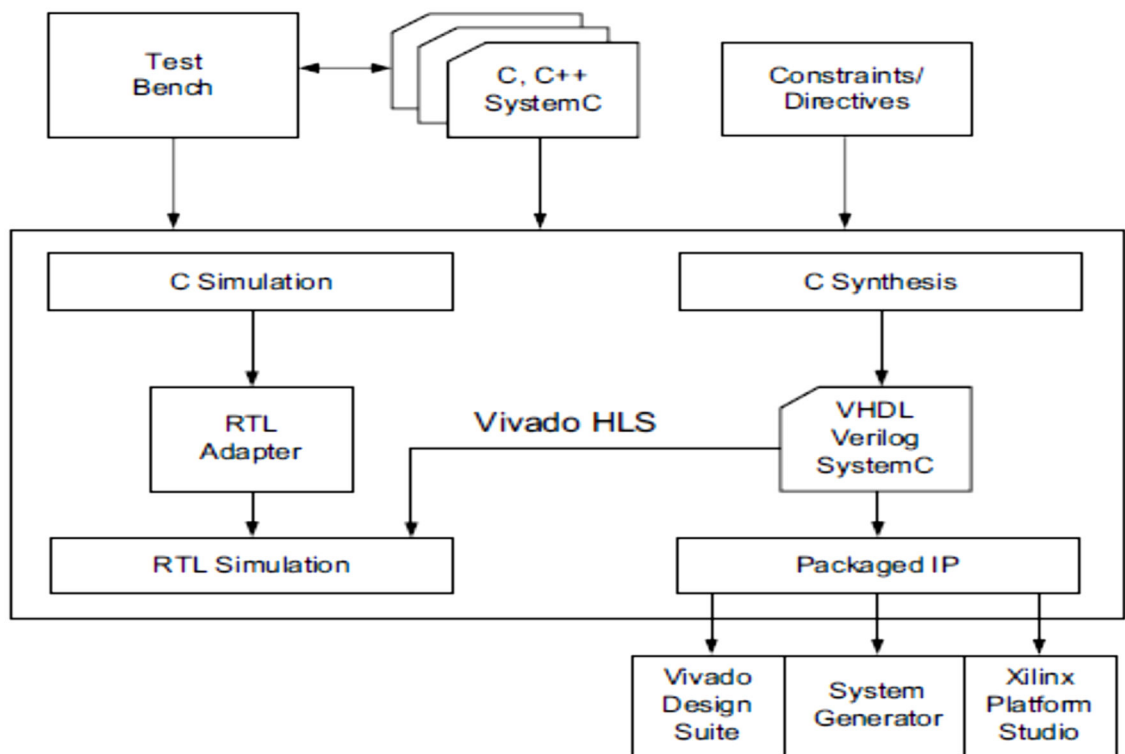 Test
Bench
C, C++
SystemC
Constraints/
Directives
C Simulation
C Synthesis
RTL
Adapter
Vivado HLS
VHDL
Verilog
SystemC
RTL Simulation
Packaged IP
Vivado
Design
Suite
System
Generator
Xilinx
Platform
Studio